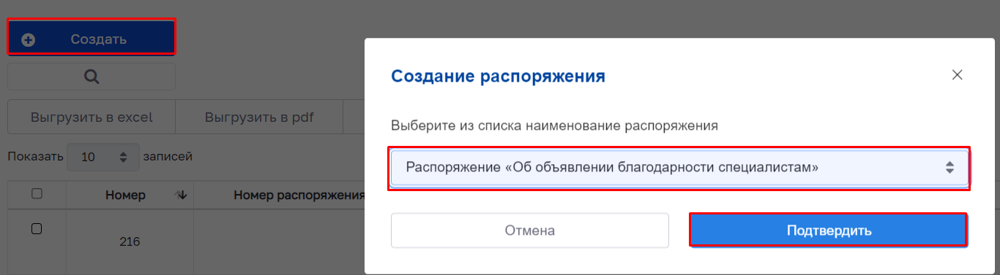 Создать
Выгрузить в excel
Выгрузить в pdf
Показать 10 записей
Номер
Номер распоряжения
216
Создание распоряжения
Выберите из списка наименование распоряжения
Распоряжение «Об объявлении благодарности специалистам»
Отмена
Подтвердить